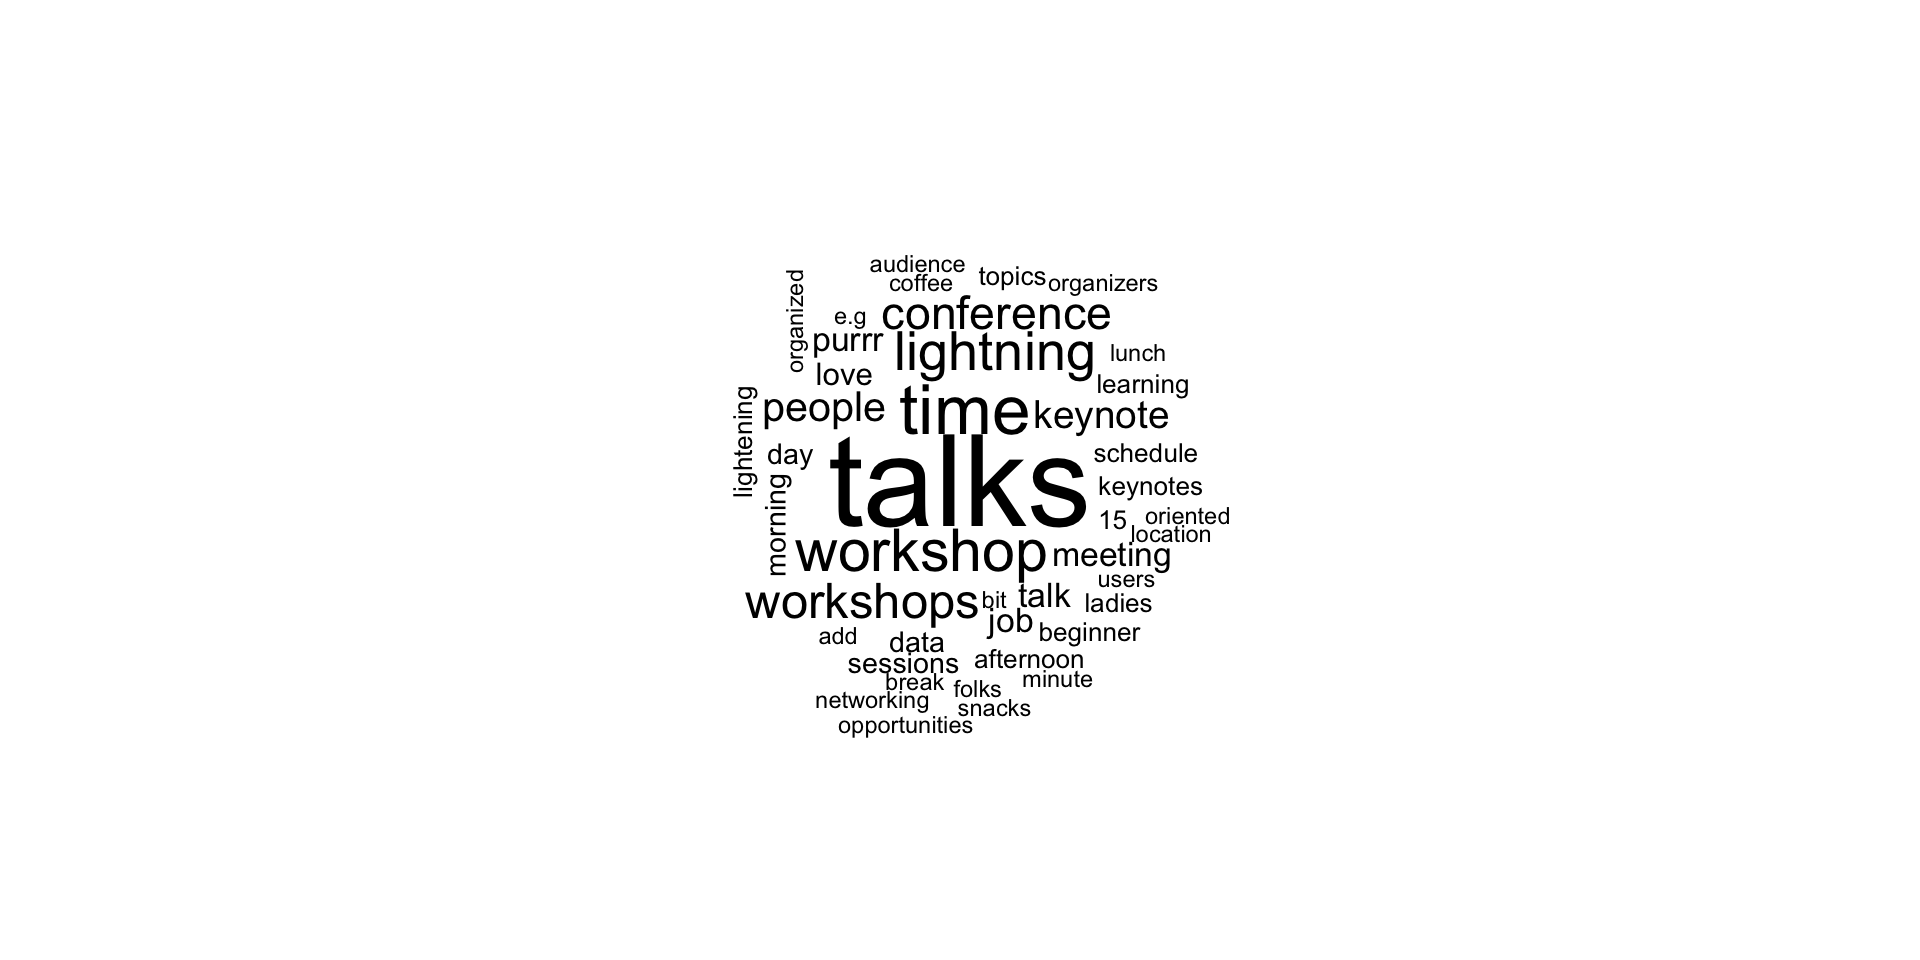 audience
coffee
topics
organizers
organized
e.g
conference
purrr
lightning
lunch
love
learning
lightening
people
time
keynote
day
talks
schedule
keynotes
morning
15
oriented
location
workshop
meeting
users
workshops
bit
talk
ladies
job
beginner
add
data
sessions
afternoon
break
folks
minute
networking
snacks
opportunities